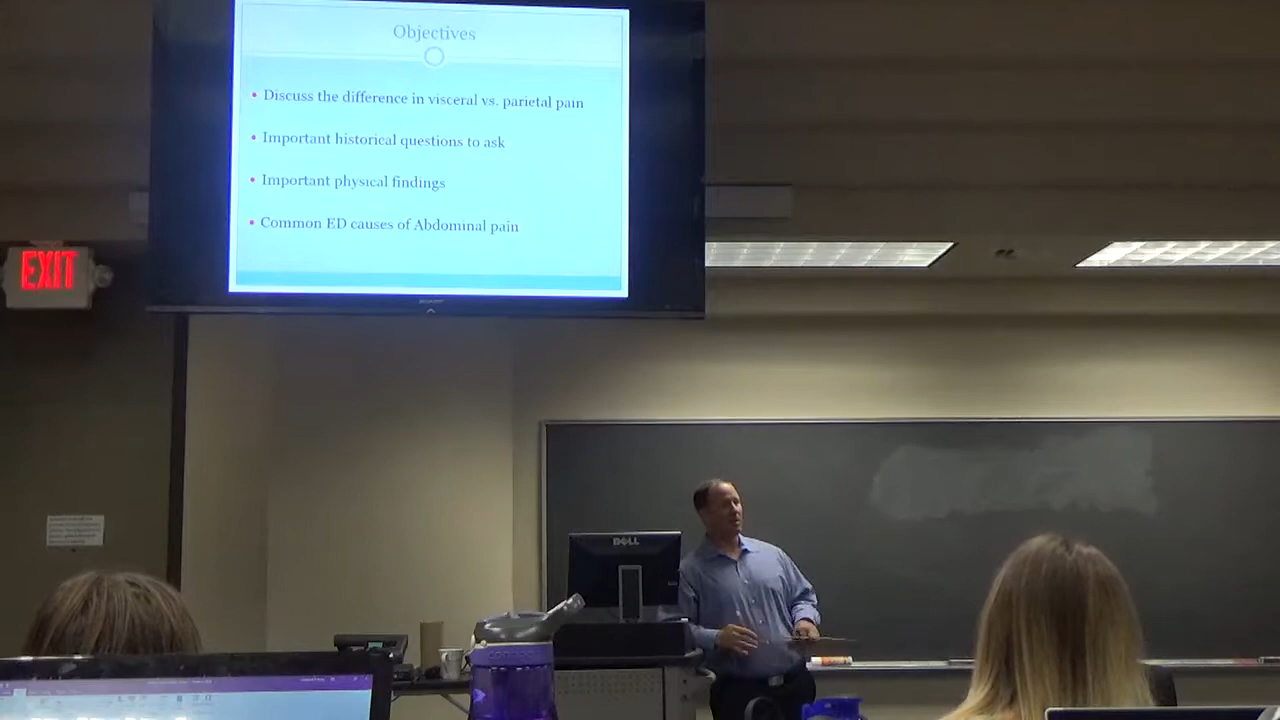 Objectives
• Discuss the difference in visceral vs. parietal pain
• Important historical questions to ask
• Important physical findings
• Common ED causes of Abdominal pain
SHARP
EXIT
DELL